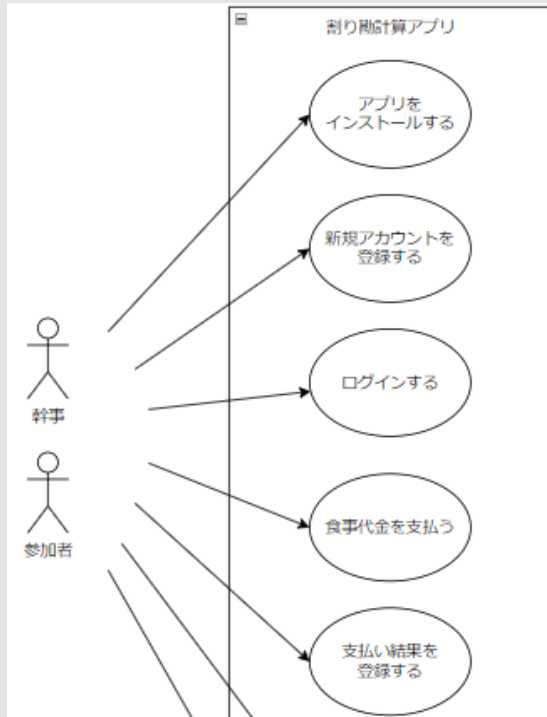 割り勘計算アプリ
アプリを
インストールする
新規アカウントを
登録する
幹事
ログインする
参加者
食事代金を支払う
支払い結果を
登録する